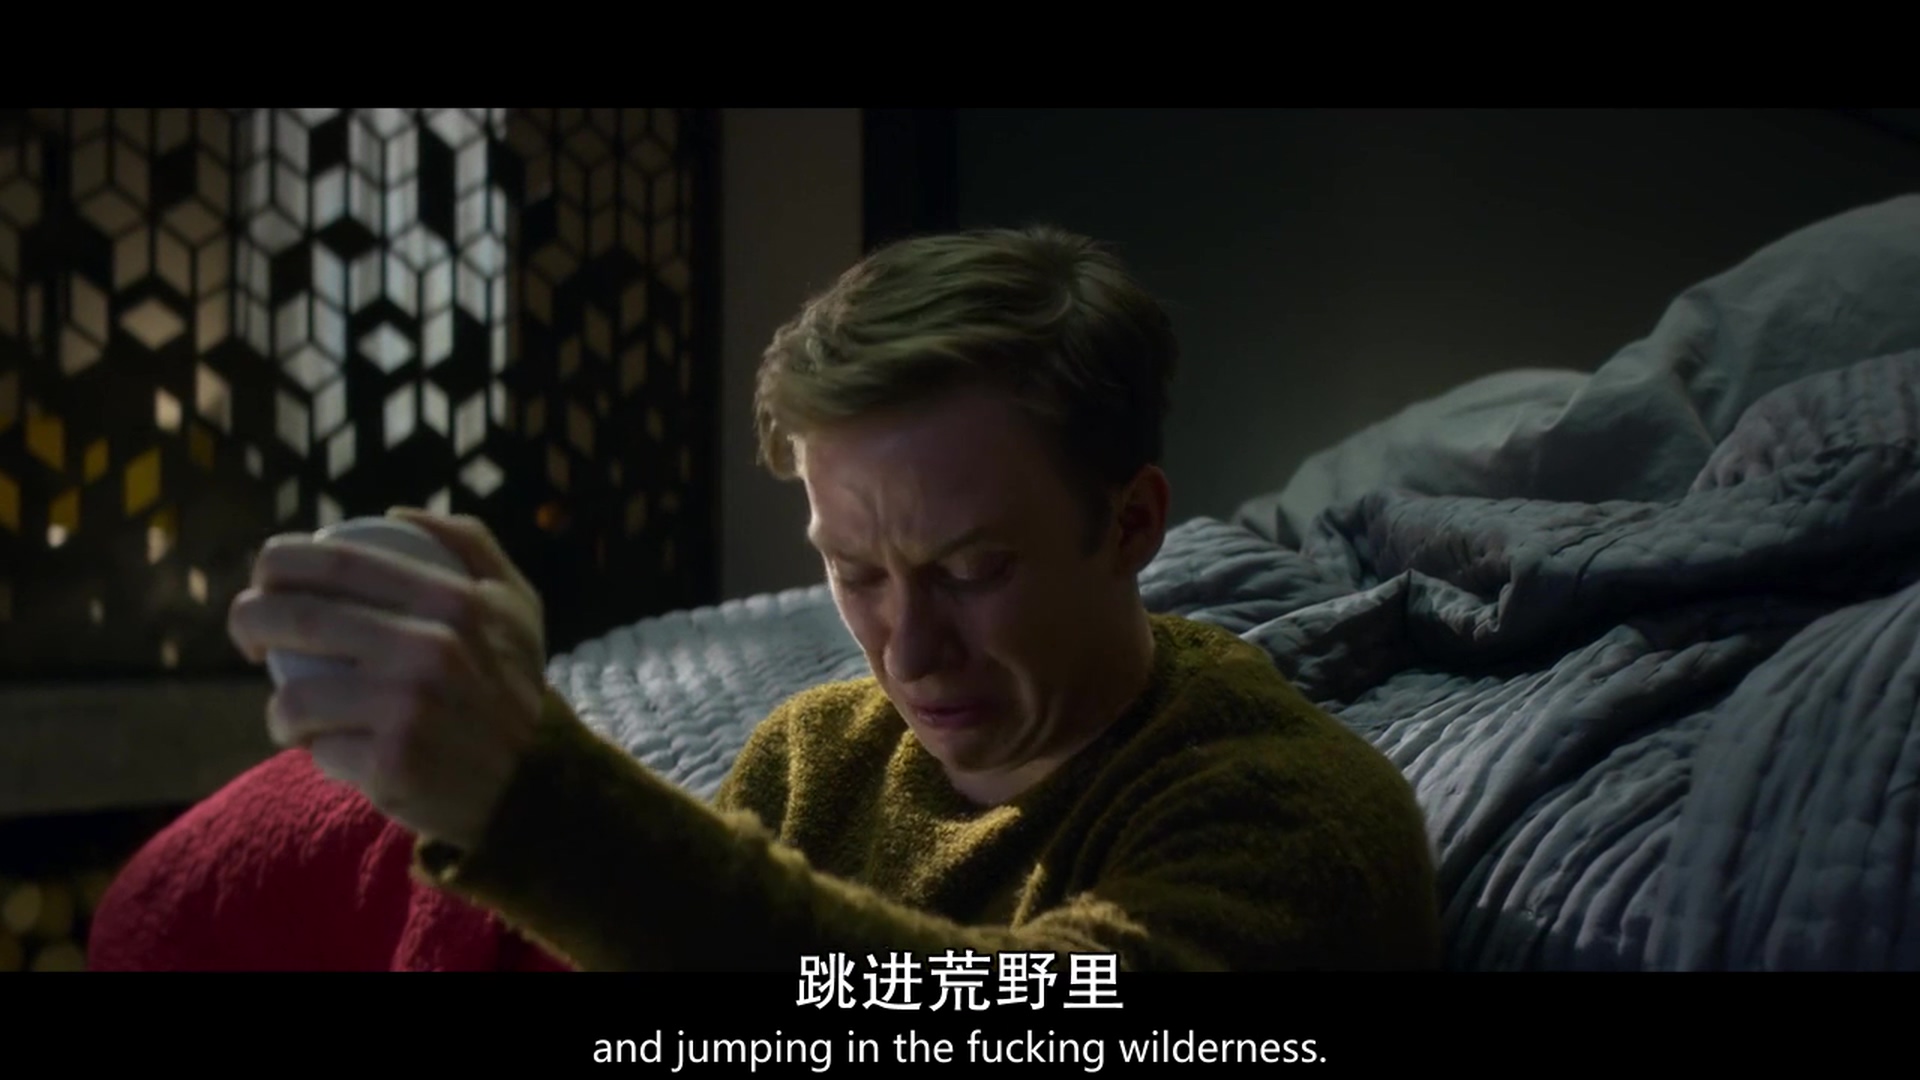 跳进荒野里
and jumping in the fucking wilderness.